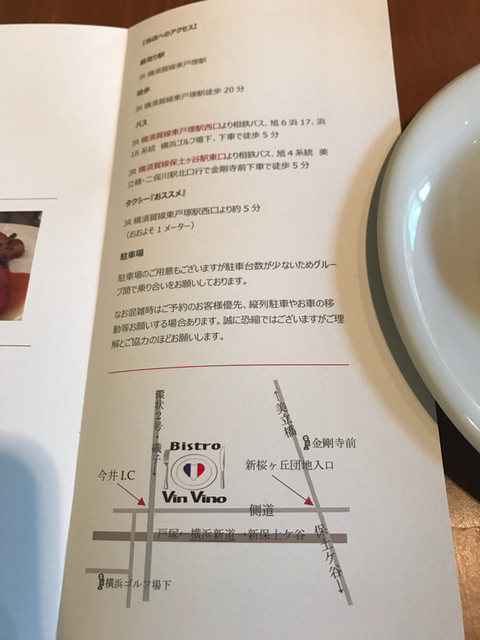 【当店へのアクセス】
最寄り駅
JR 横須賀線東戸塚駅
徒歩
JR 横須賀線東戸塚駅徒歩 20 分
バス
JR 横須賀線東戸塚駅西口より相鉄バス、旭 6 浜 17、浜
18 系統 横浜ゴルフ場下、下車で徒歩 5 分
JR 横須賀線保土ヶ谷駅東口より相鉄バス、旭 4 系統 美
立橋・二俣川駅北口行で金剛寺前下車で徒歩 5 分
タクシー『おススメ』
JR 横須賀線東戸塚駅西口より約 5 分
（おおよそ 1 メーター）
駐車場
駐車場のご用意もございますが駐車台数が少ないためグルー
プ間で乗り合いをお願いしております。
なお混雑時はご予約のお客様優先、縦列駐車やお車の移
動等お願いする場合あります。誠に恐縮ではございますがご理
解とご協力のほどお願いします。
環状2号・磯子→
↑美立橋
金剛寺前
Bistro
Vin Vino
新桜ヶ丘団地入口
今井 I.C
側道
戸塚←横浜新道→新保土ケ谷
保土ケ谷↓
横浜ゴルフ場下